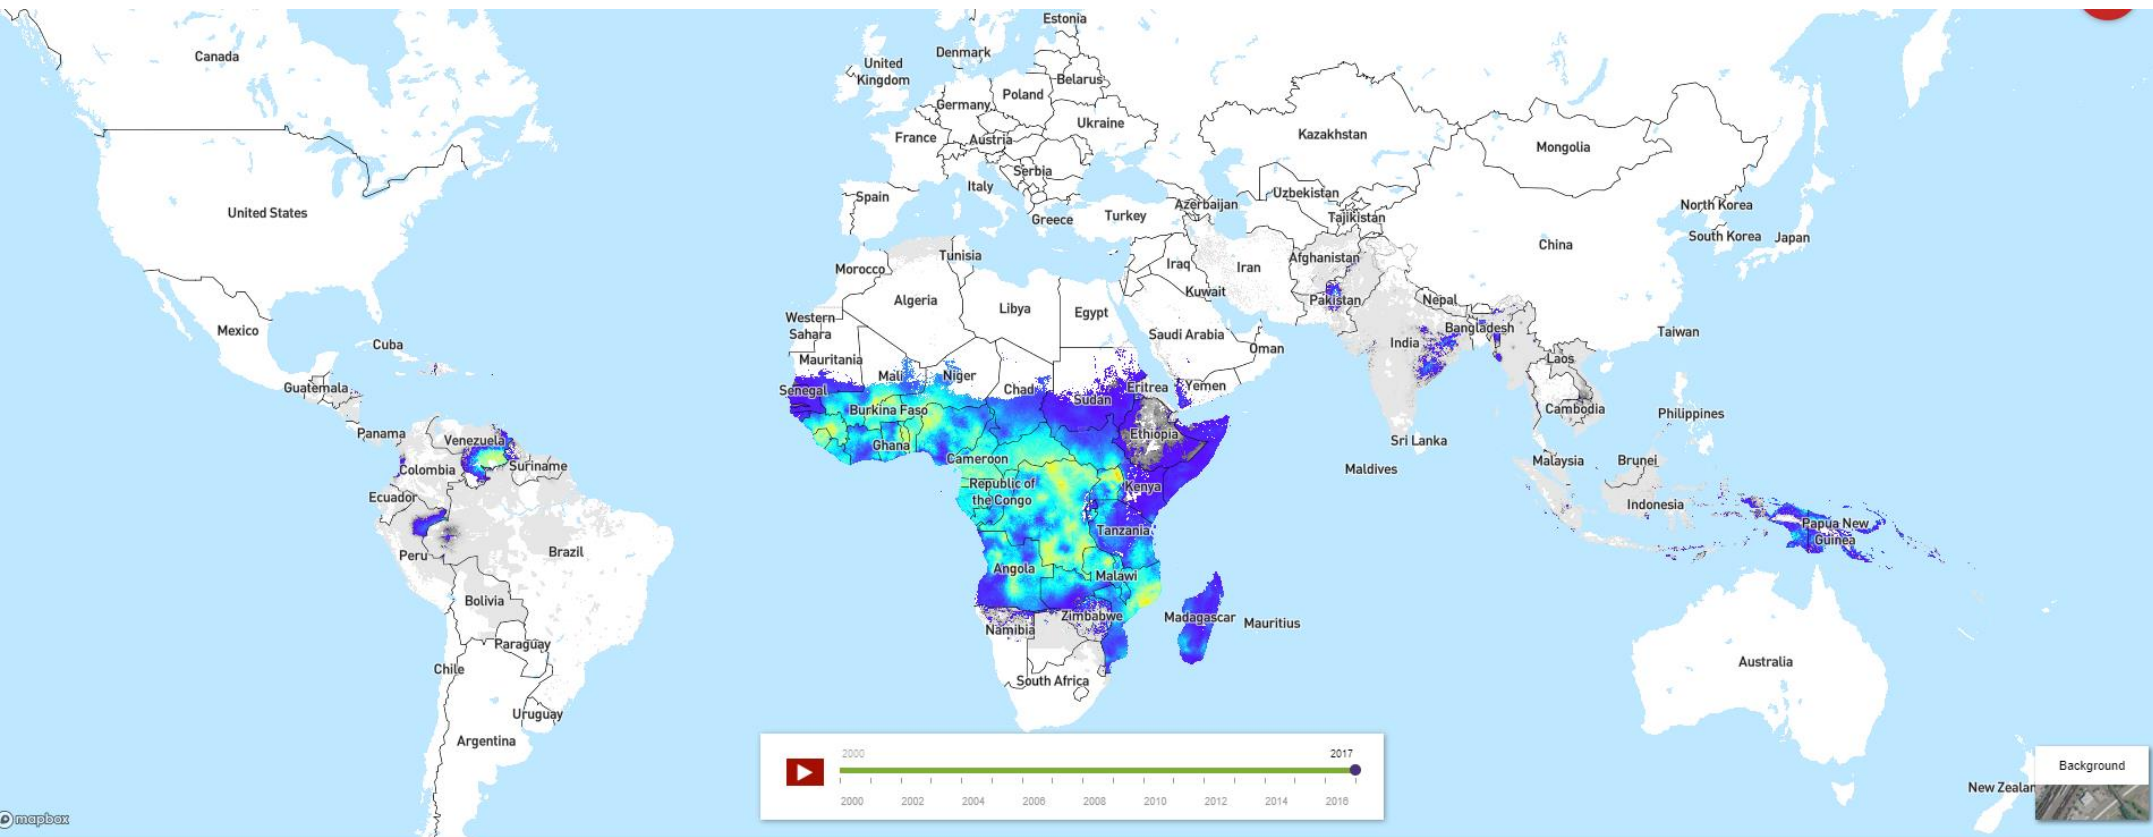 Estonia
Canada
Denmark
United
Kingdom
Belarus
Poland
Germany
Ukraine
France
Austria
Kazakhstan
Mongolia
Serbia
Italy
Spain
Uzbekistan
Azerbaijan
North Korea
United States
Greece
Turkey
Tajikistan
South Korea
Japan
China
Tunisia
Afghanistan
Morocco
Iraq
Iran
Kuwait
Algeria
Pakistan
Nepal
Libya
Egypt
Western
Sahara
Mexico
Saudi Arabia
Bangladesh
Taiwan
Cuba
India
Oman
Mauritania
Laos
Mali
Niger
Guatemala
Senegal
Chad
Eritrea
Yemen
Sudan
Burkina Faso
Cambodia
Philippines
Panama
Ethiopia
Venezuela
Ghana
Sri Lanka
Cameroon
Malaysia
Brunei
Colombia
Suriname
Maldives
Republic of
the Congo
Kenya
Ecuador
Indonesia
Papua New
Guinea
Tanzania
Peru
Brazil
Angola
Malawi
Bolivia
Zimbabwe
Madagascar
Mauritius
Namibia
Paraguay
Chile
Australia
South Africa
Uruguay
Argentina
2000
2017
2000
2002
2004
2006
2008
2010
2012
2014
2016
Background
New Zealan
mapbox